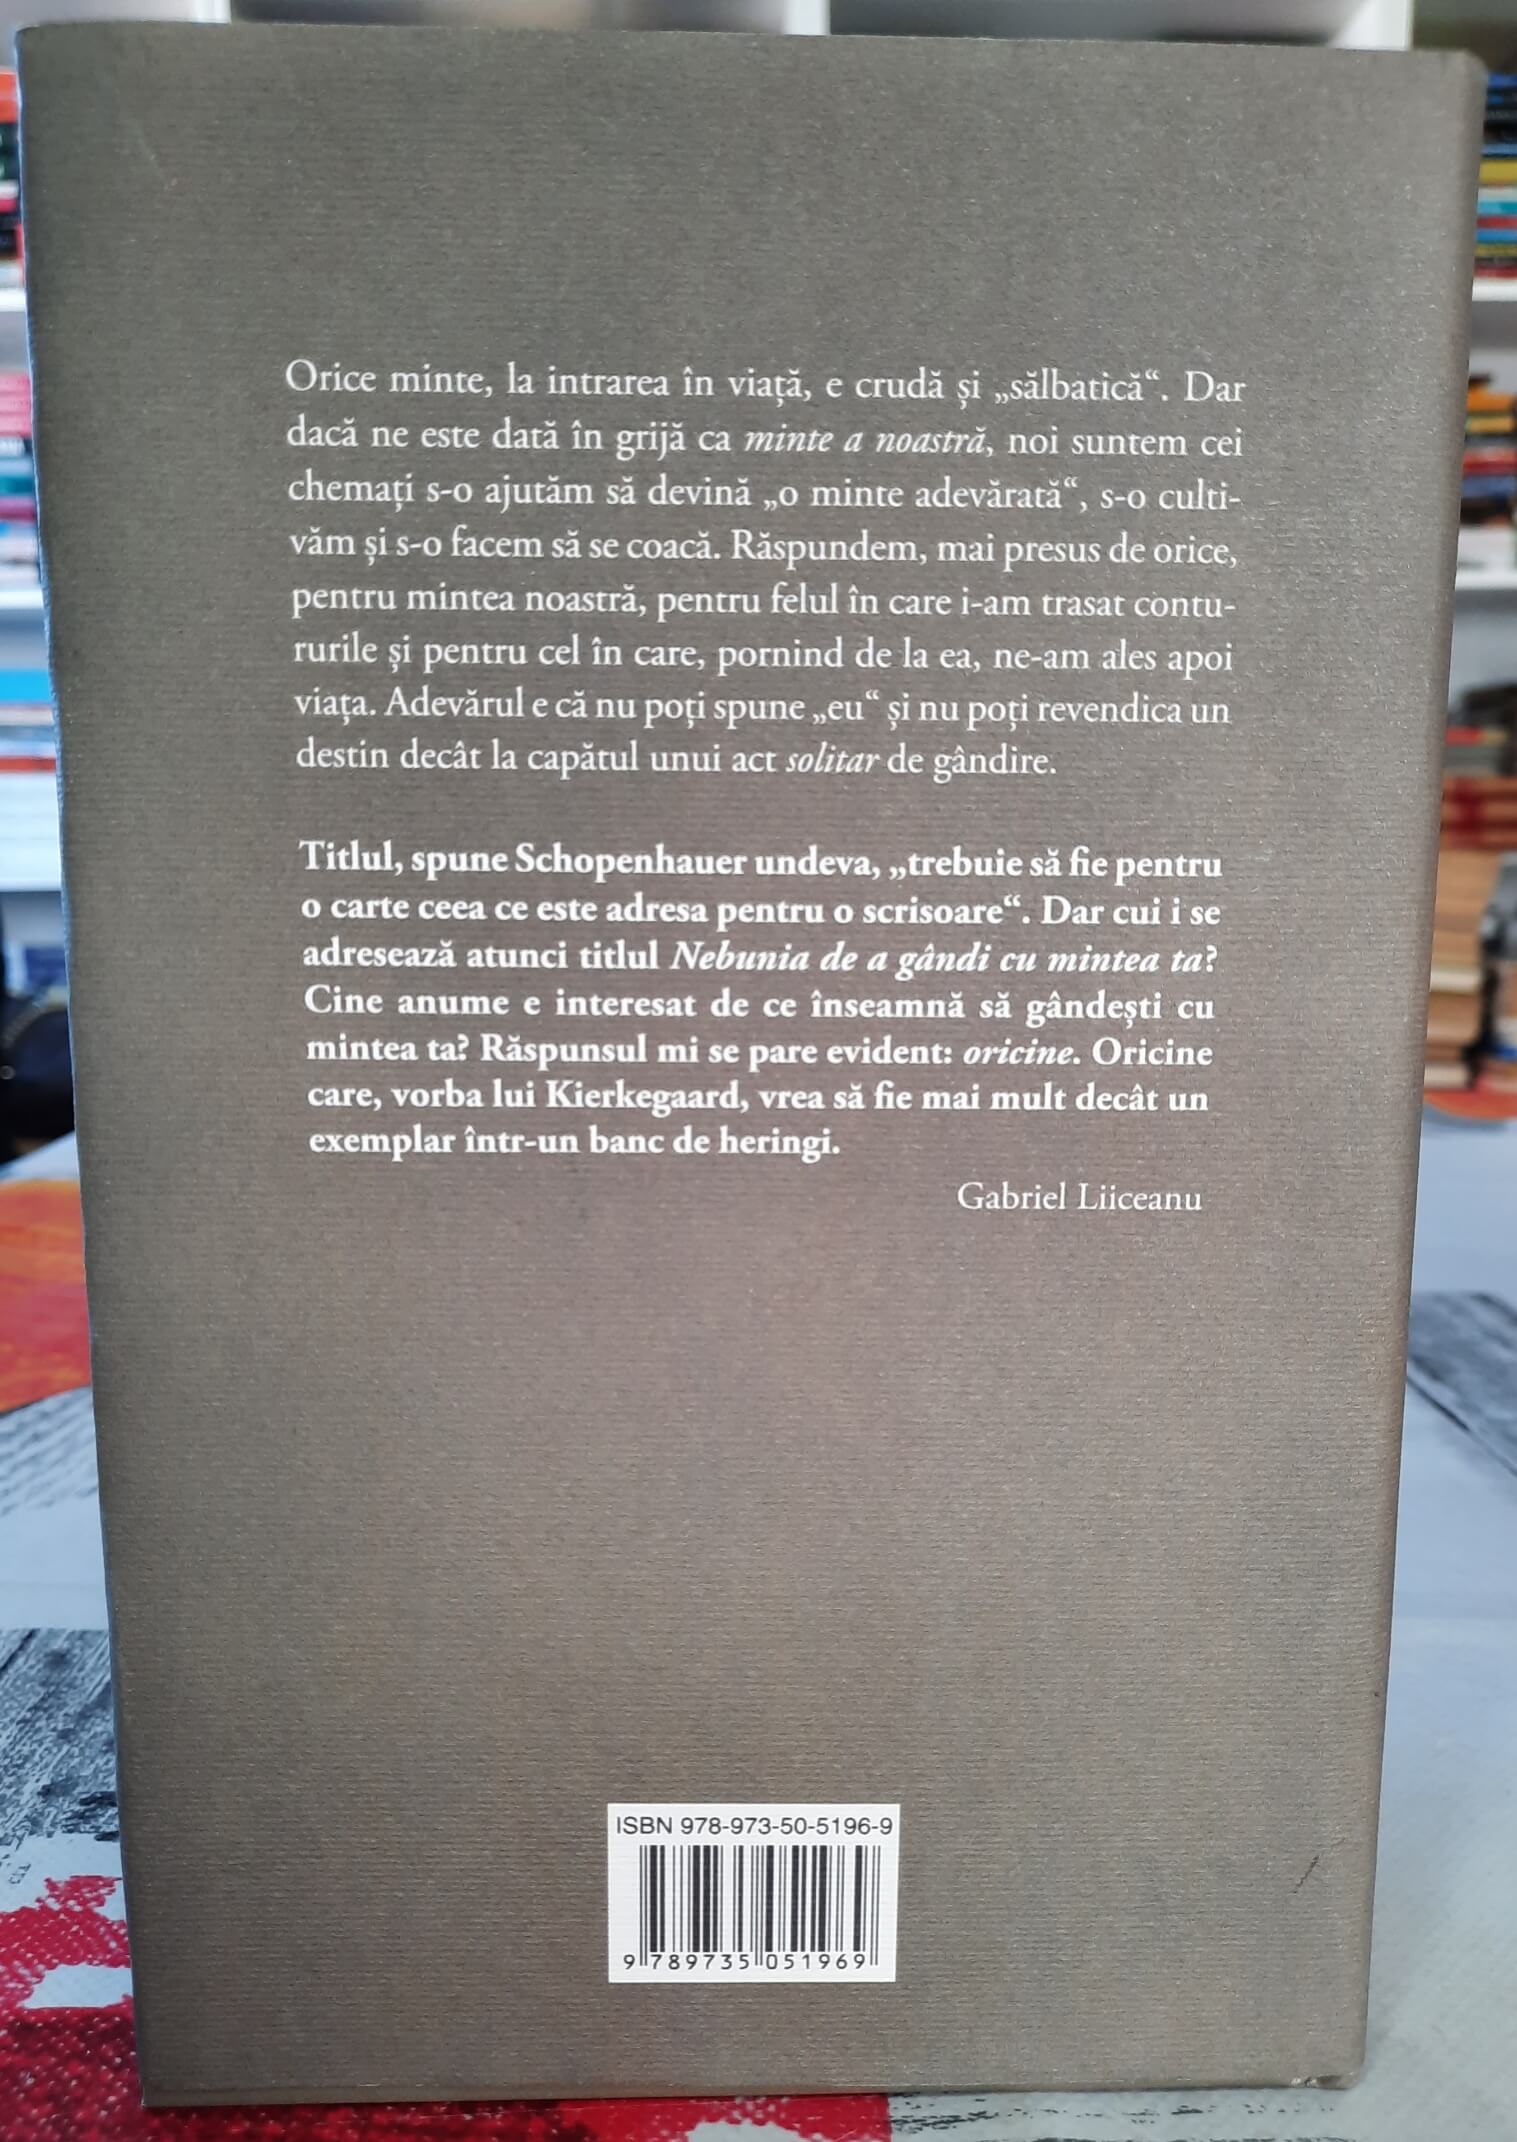 Orice minte, la intrarea în viață, e crudă și „sălbatică“. Dar
dacă ne este dată în grijă ca minte a noastră, noi suntem cei
chemați s-o ajutăm să devină „o minte adevărată“, s-o culti-
văm și s-o facem să se coacă. Răspundem, mai presus de orice,
pentru mintea noastră, pentru felul în care i-am trasat contu-
rurile și pentru cel în care, pornind de la ea, ne-am ales apoi
viața. Adevărul e că nu poți spune „eu“ și nu poți revendica un
destin decât la capătul unui act solitar de gândire.
Titlul, spune Schopenhauer undeva, „trebuie să fie pentru
o carte ceea ce este adresa pentru o scrisoare“. Dar cui i se
adresează atunci titlul Nebunia de a gândi cu mintea ta?
Cine anume e interesat de ce înseamnă să gândești cu
mintea ta? Răspunsul mi se pare evident: oricine. Oricine
care, vorba lui Kierkegaard, vrea să fie mai mult decât un
exemplar într-un banc de heringi.
Gabriel Liiceanu
ISBN 978-973-50-5196-9
9 789735 051969